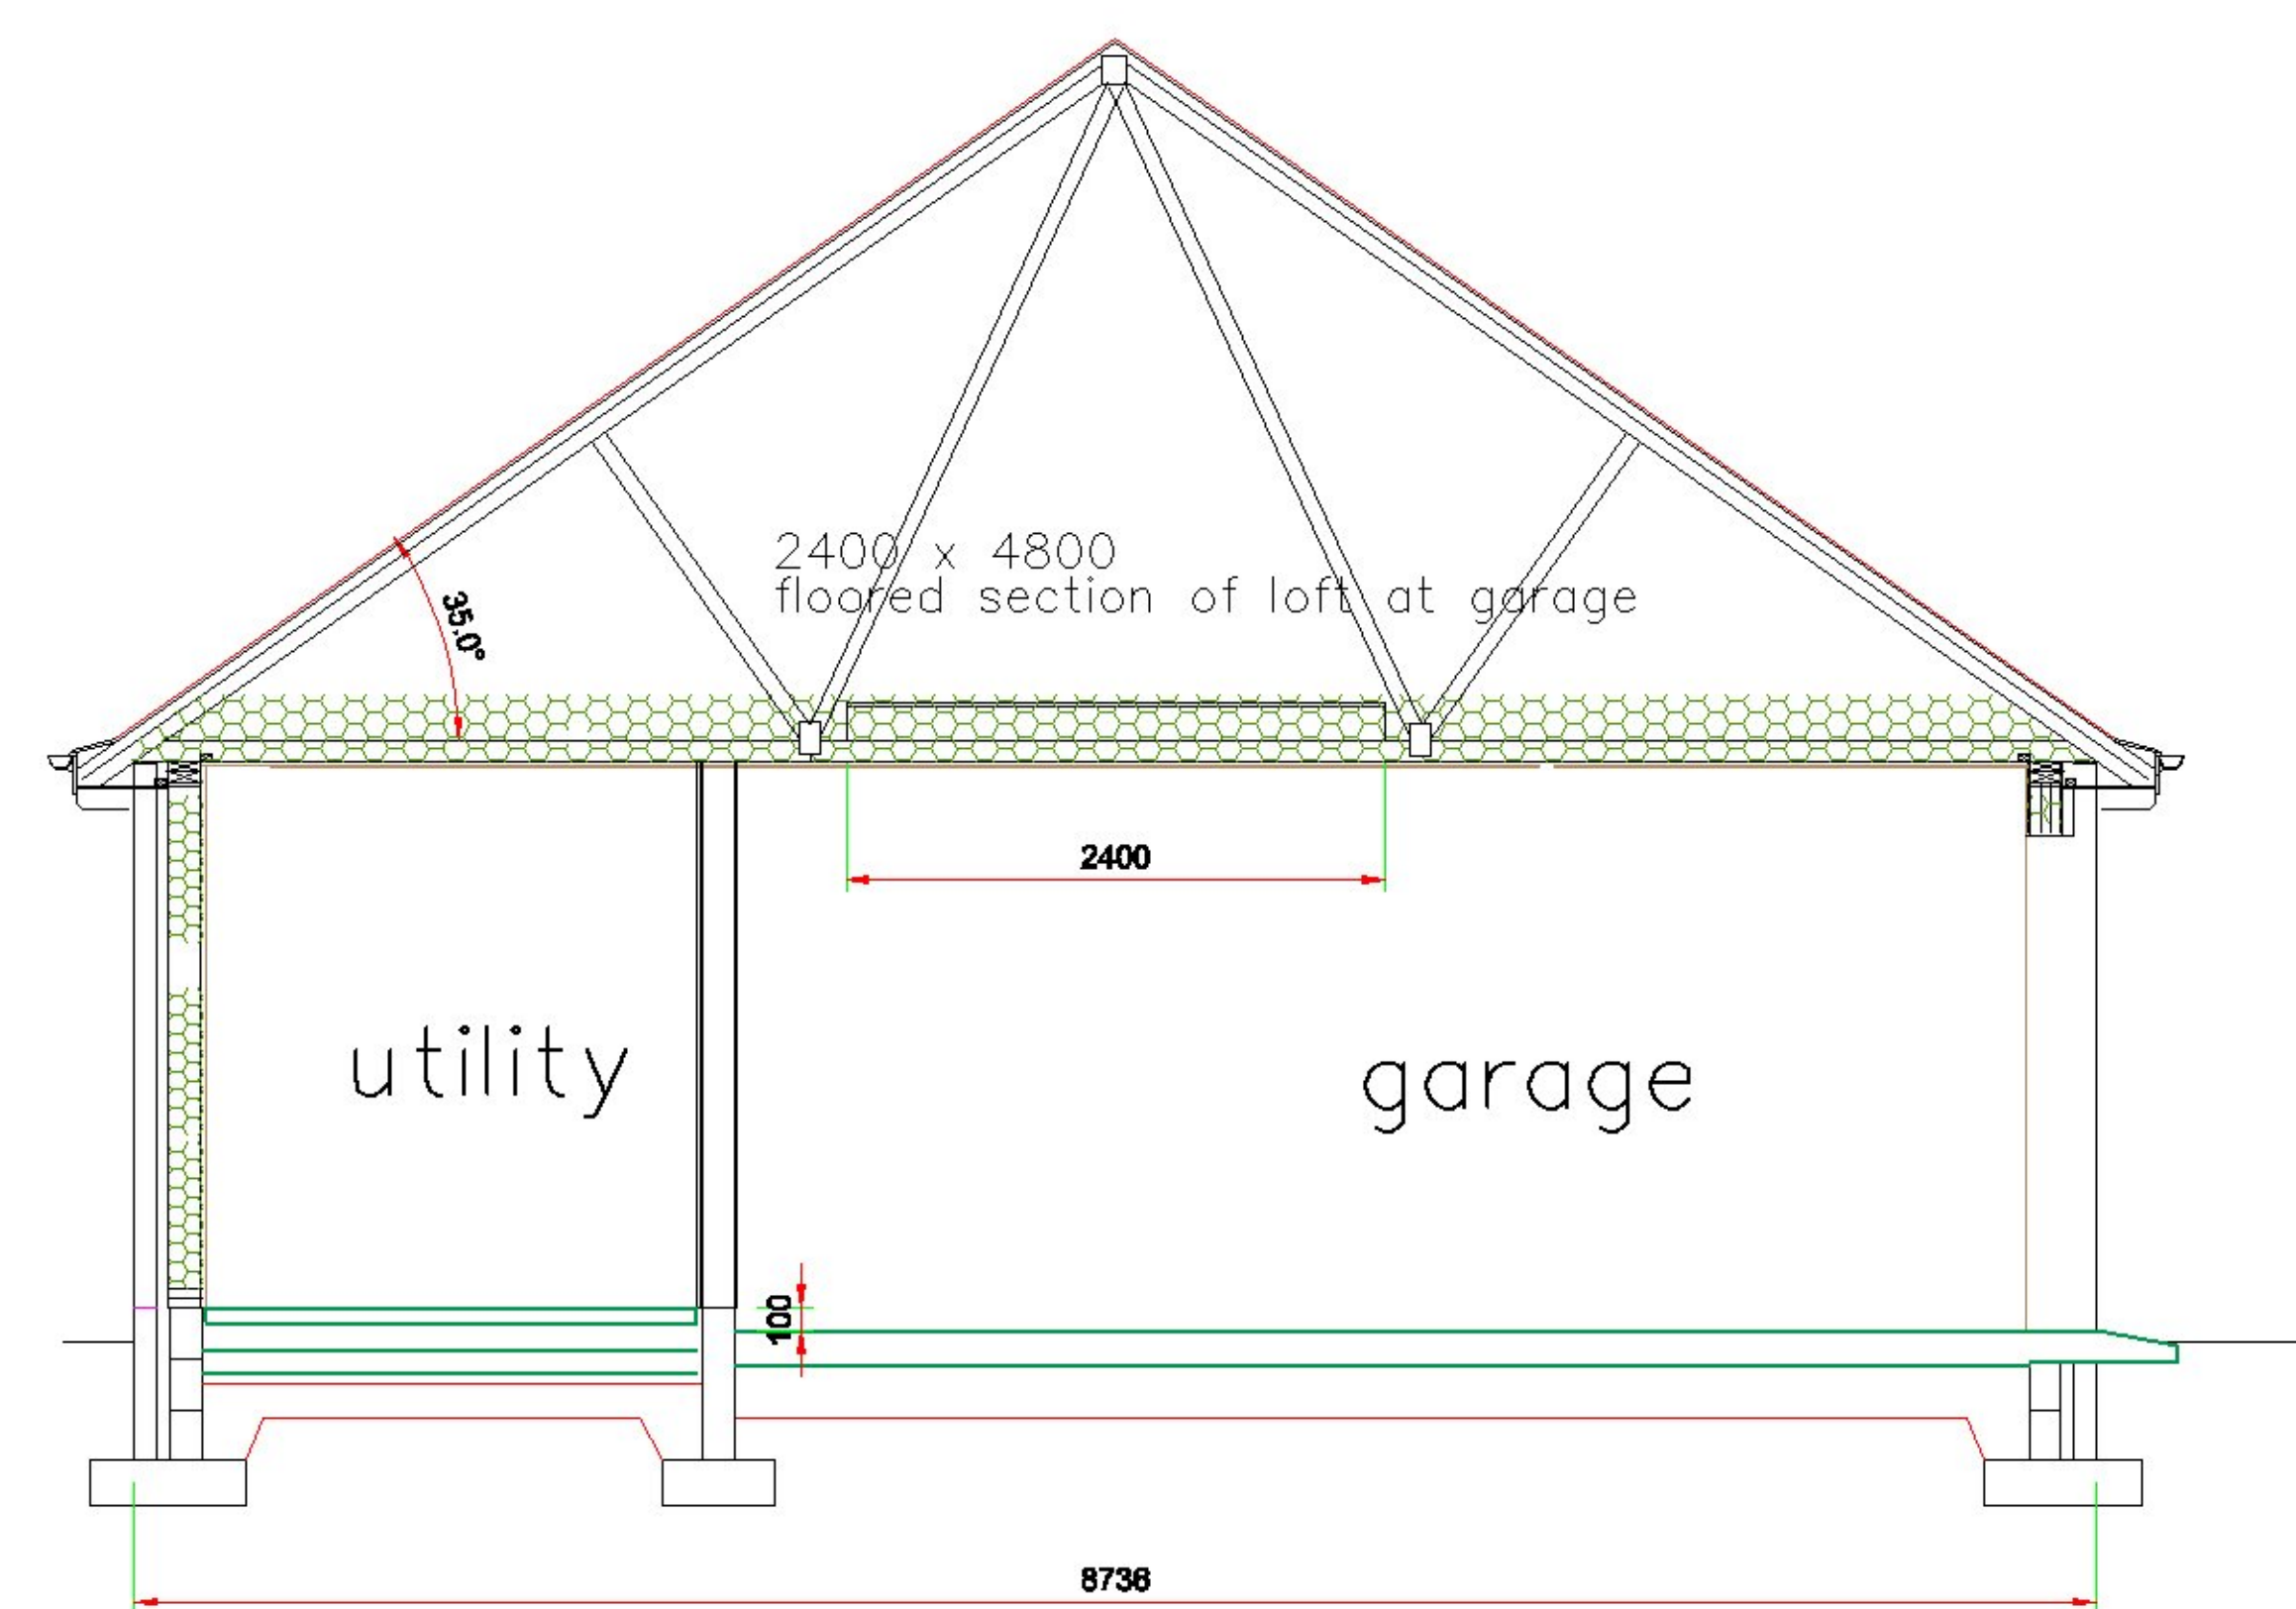 2400 x 4800
floored section of loft at garage
35.0°
2400
utility
garage
100
8736